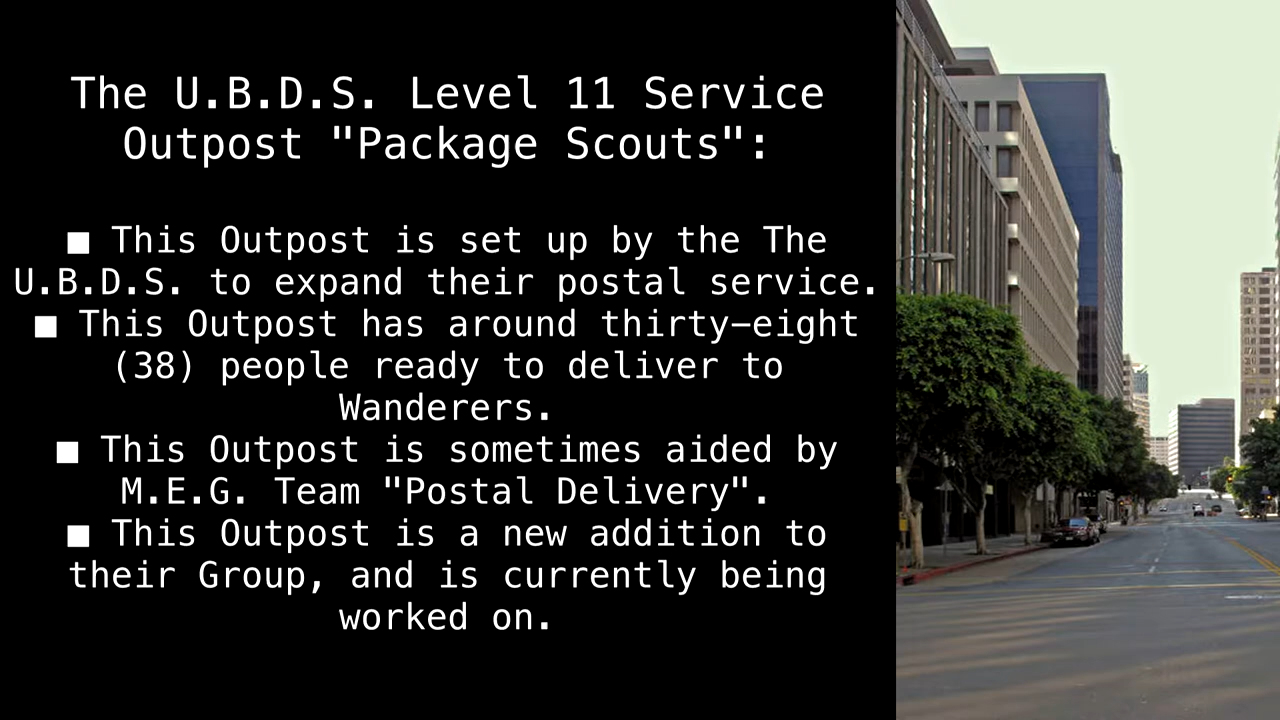 The U.B.D.S. Level 11 Service
Outpost "Package Scouts":
■ This Outpost is set up by the The
U.B.D.S. to expand their postal service.
■ This Outpost has around thirty–eight
(38) people ready to deliver to
Wanderers.
■ This Outpost is sometimes aided by
M.E.G. Team "Postal Delivery".
■ This Outpost is a new addition to
their Group, and is currently being
worked on.